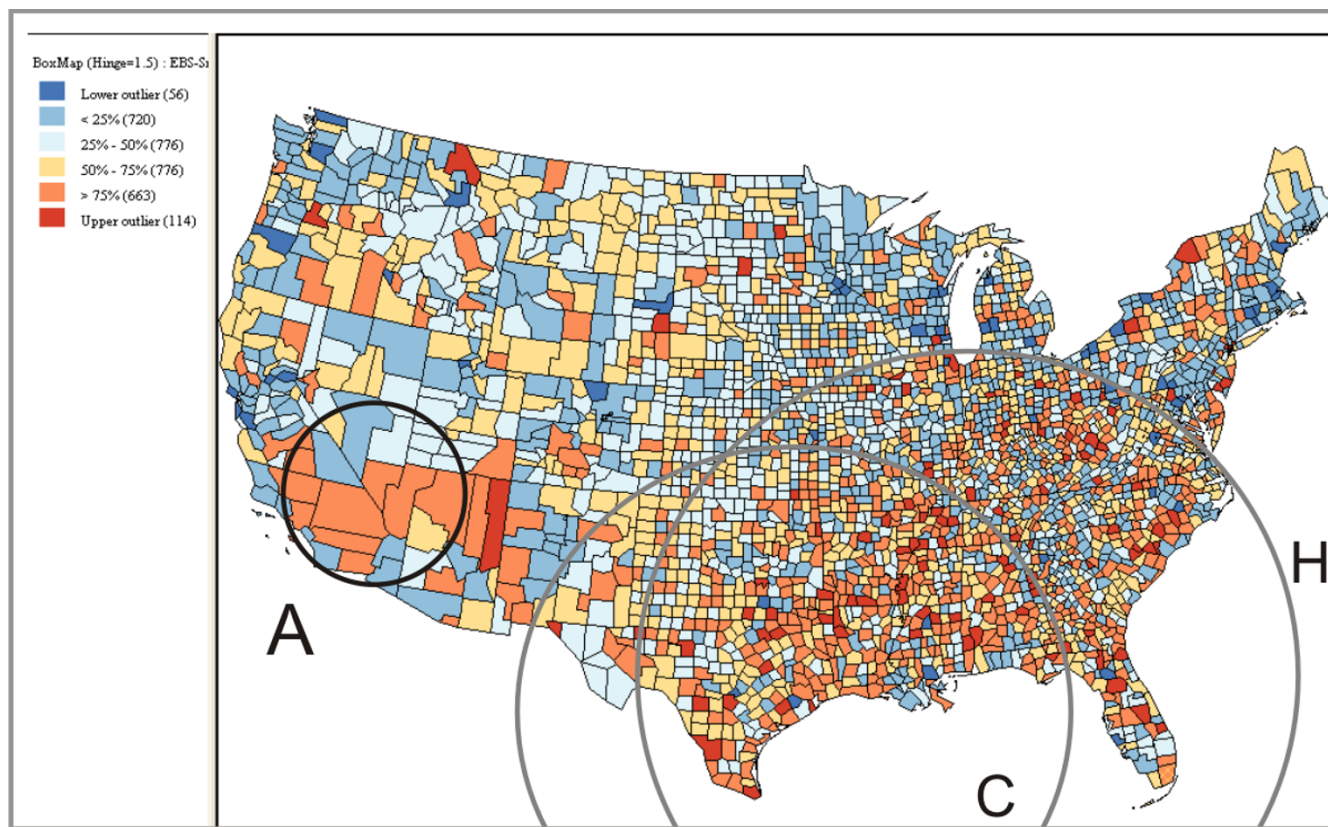 BoxMap (Hinge=1.5) : EBS-
Lower outlier (56)
< 25% (720)
25% - 50% (776)
50% - 75% (776)
> 75% (663)
Upper outlier (114)
A
H
C